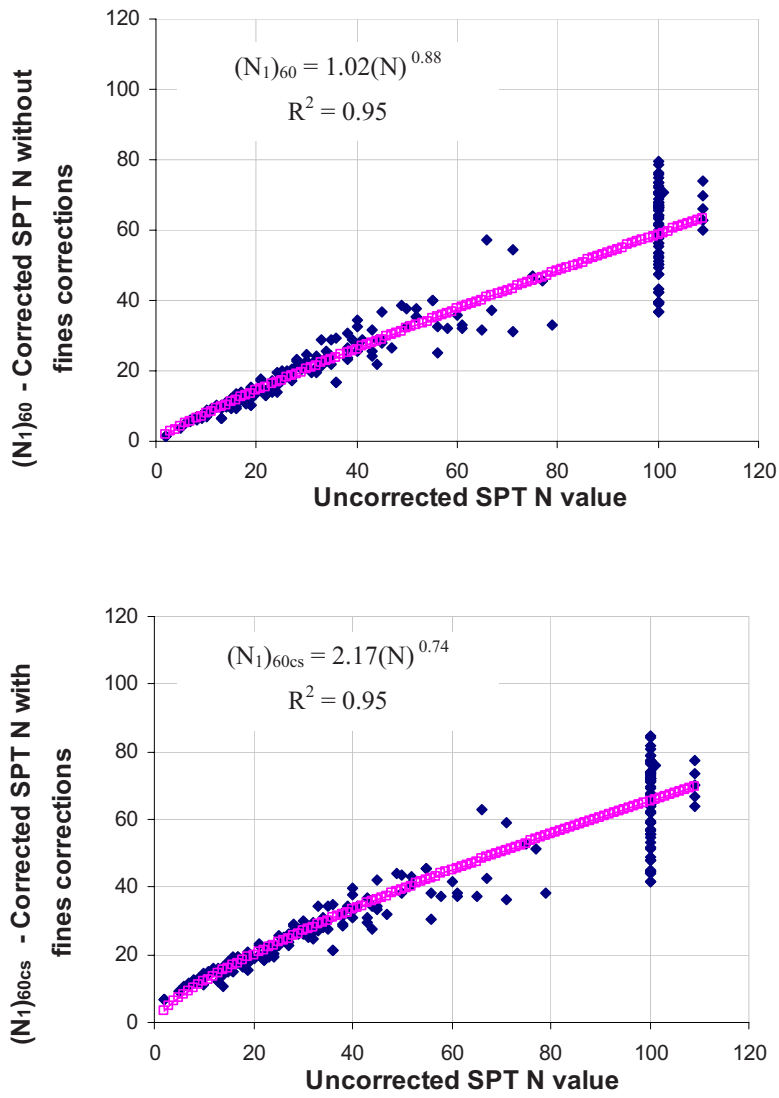 (N1)60 - Corrected SPT N without
fines corrections
120
100
80
60
40
20
0
(N1)60 = 1.02(N) 0.88
R2 = 0.95
0 20 40 60 80 100 120
Uncorrected SPT N value
(N1)60cs - Corrected SPT N with
fines corrections
120
100
80
60
40
20
0
(N1)60cs = 2.17(N) 0.74
R2 = 0.95
0 20 40 60 80 100 120
Uncorrected SPT N value